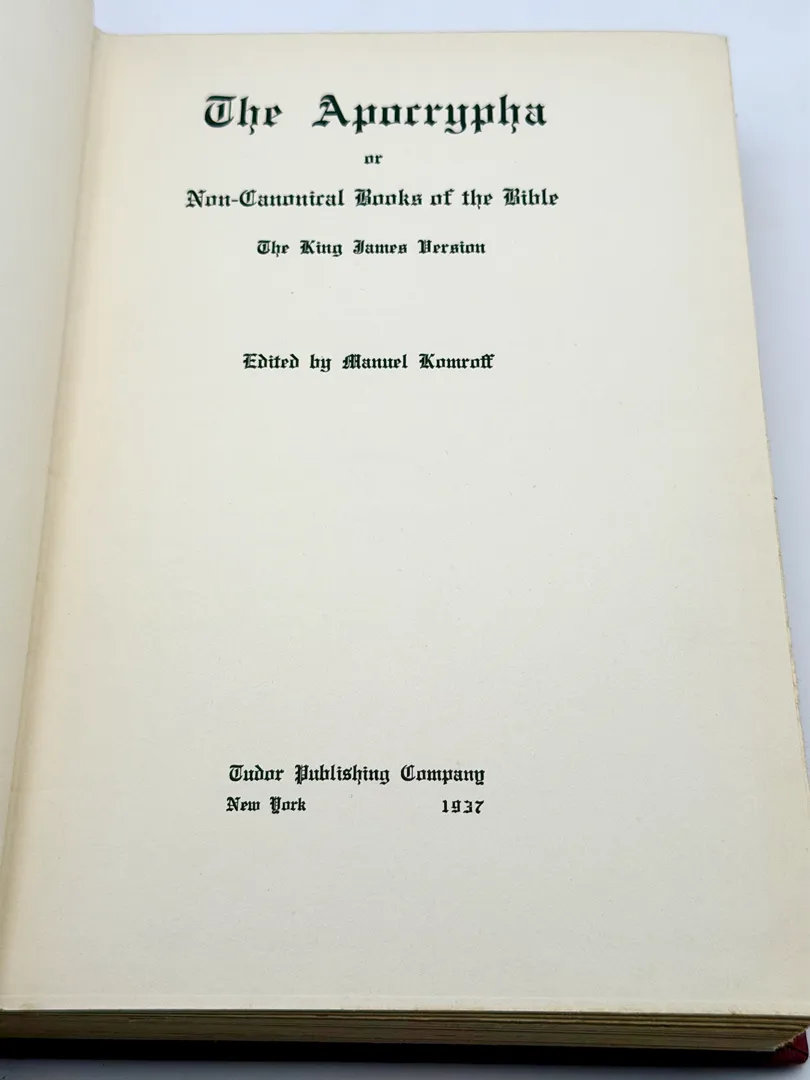 The Apocrypha
or
Non-Canonical Books of the Bible
The King James Version
Edited by Manuel Komroff
Tudor Publishing Company
New York 1937